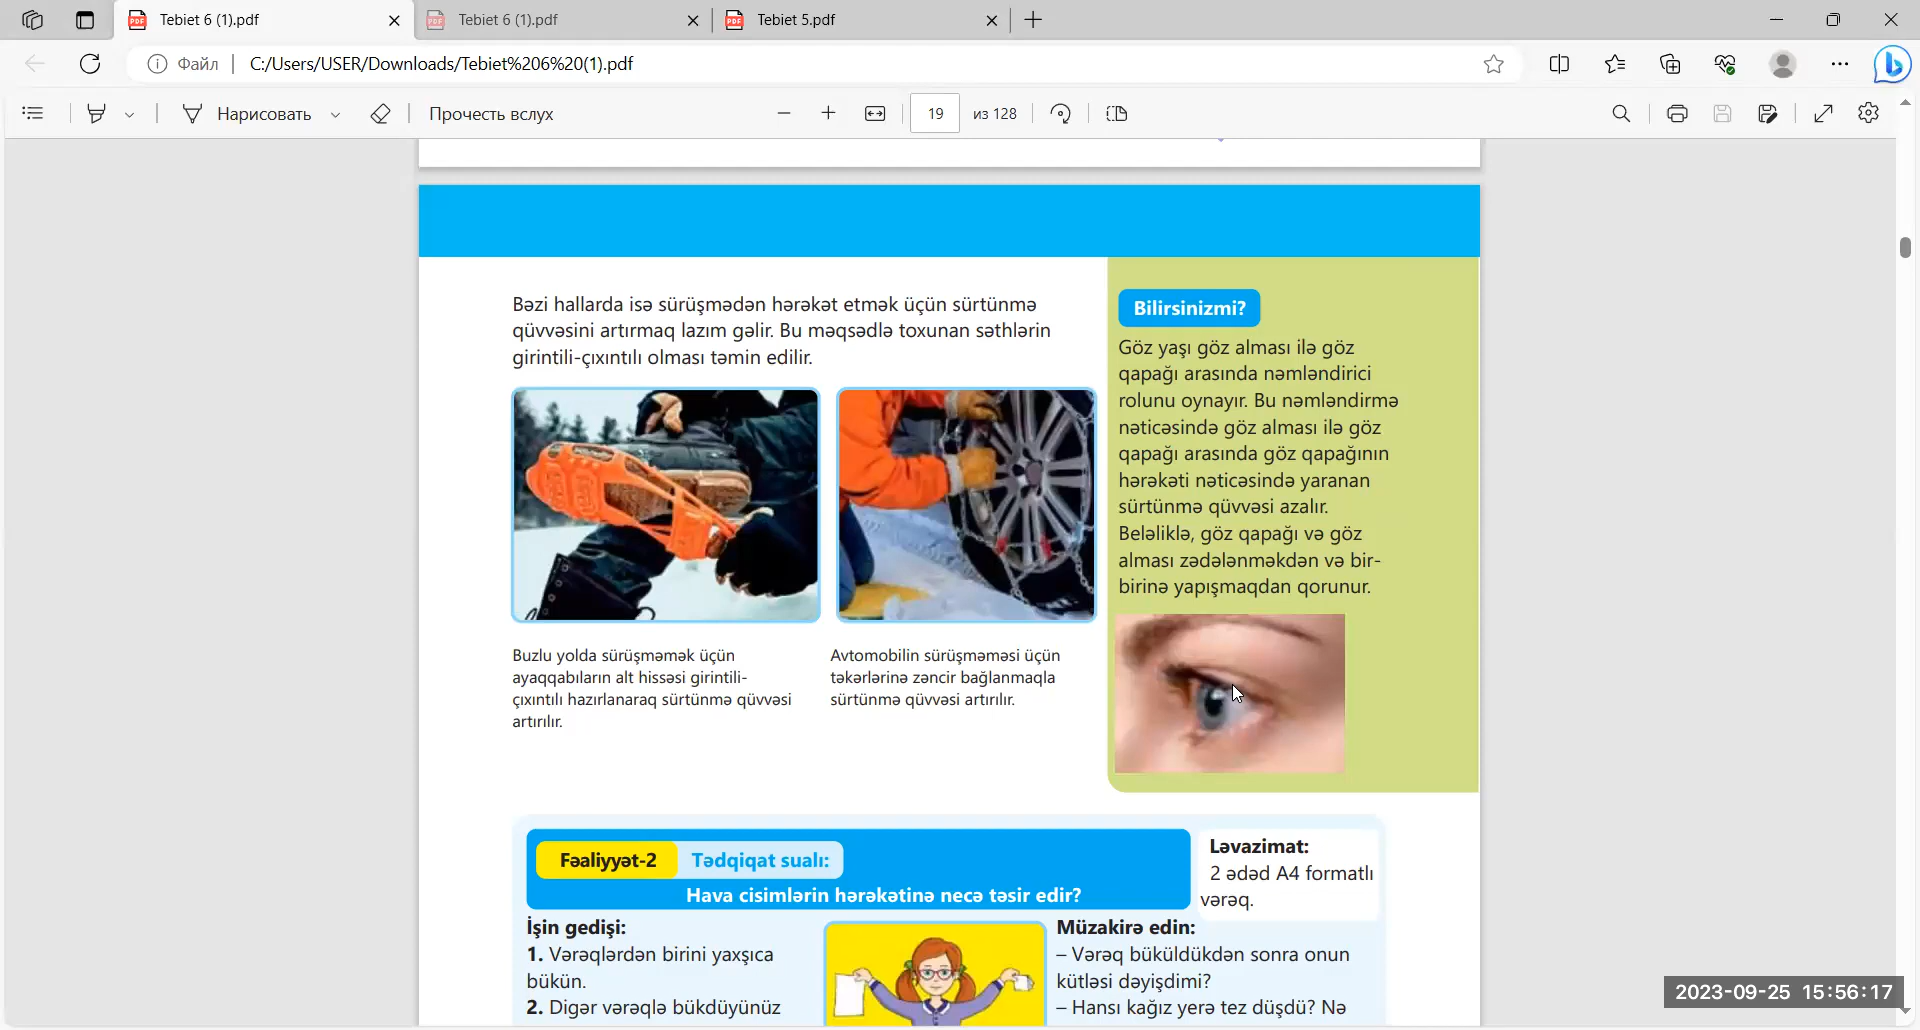 Tebiet 6 (1).pdf
Tebiet 6 (1).pdf
Tebiet 5.pdf
Файл
C:/Users/USER/Downloads/Tebiet%206%20(1).pdf
Нарисовать
Прочесть вслух
19
из 128
Bəzi hallarda isə sürüşmədən hərəkət etmək üçün sürtünmə
qüvvəsini artırmaq lazım gəlir. Bu məqsədlə toxunan səthlərin
girintili-çıxıntılı olması təmin edilir.
Buzlu yolda sürüşməmək üçün
ayaqqabıların alt hissəsi girintili-
çıxıntılı hazırlanaraq sürtünmə qüvvəsi
artırılır.
Avtomobilin sürüşməməsi üçün
təkərlərinə zəncir bağlanmaqla
sürtünmə qüvvəsi artırılır.
Bilirsinizmi?
Göz yaşı göz alması ilə göz
qapağı arasında nəmləndirici
rolunu oynayır. Bu nəmləndirmə
nəticəsində göz alması ilə göz
qapağı arasında göz qapağının
hərəkəti nəticəsində yaranan
sürtünmə qüvvəsi azalır.
Beləliklə, göz qapağı və göz
alması zədələnməkdən və bir-
birinə yapışmaqdan qorunur.
Fəaliyyət-2
Tədqiqat sualı:
Hava cisimlərin hərəkətinə necə təsir edir?
Ləvazimat:
2 ədəd A4 formatlı
vərəq.
İşin gedişi:
1. Vərəqlərdən birini yaxşıca
bükün.
2. Digər vərəqlə bükdüyünüz
Müzakirə edin:
– Vərəq büküldükdən sonra onun
kütləsi dəyişdimi?
– Hansı kağız yerə tez düşdü? Nə
2023-09-25 15:56:17